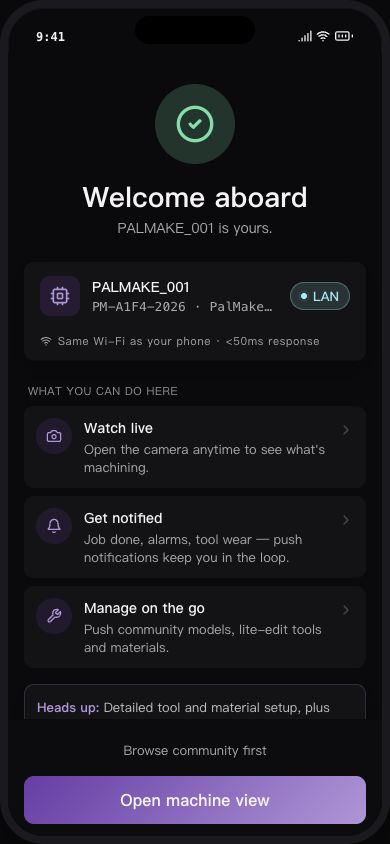 9:41
Welcome aboard
PALMAKE_001 is yours.
PALMAKE_001
PM-A1F4-2026 · PalMake…
LAN
Same Wi-Fi as your phone · <50ms response
WHAT YOU CAN DO HERE
Watch live
Open the camera anytime to see what's
machining.
Get notified
Job done, alarms, tool wear — push
notifications keep you in the loop.
Manage on the go
Push community models, lite-edit tools
and materials.
Heads up: Detailed tool and material setup, plus
Browse community first
Open machine view